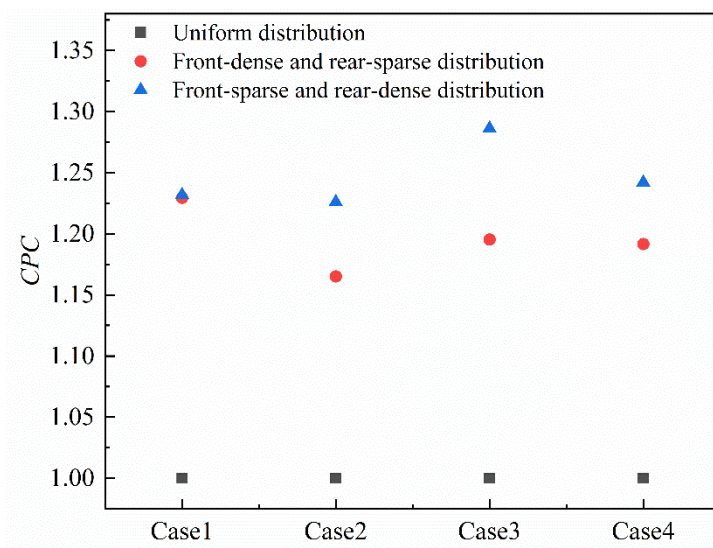 Uniform distribution
Front-dense and rear-sparse distribution
Front-sparse and rear-dense distribution
1.35
1.30
1.25
1.20
1.15
1.10
1.05
1.00
CPC
Case1
Case2
Case3
Case4